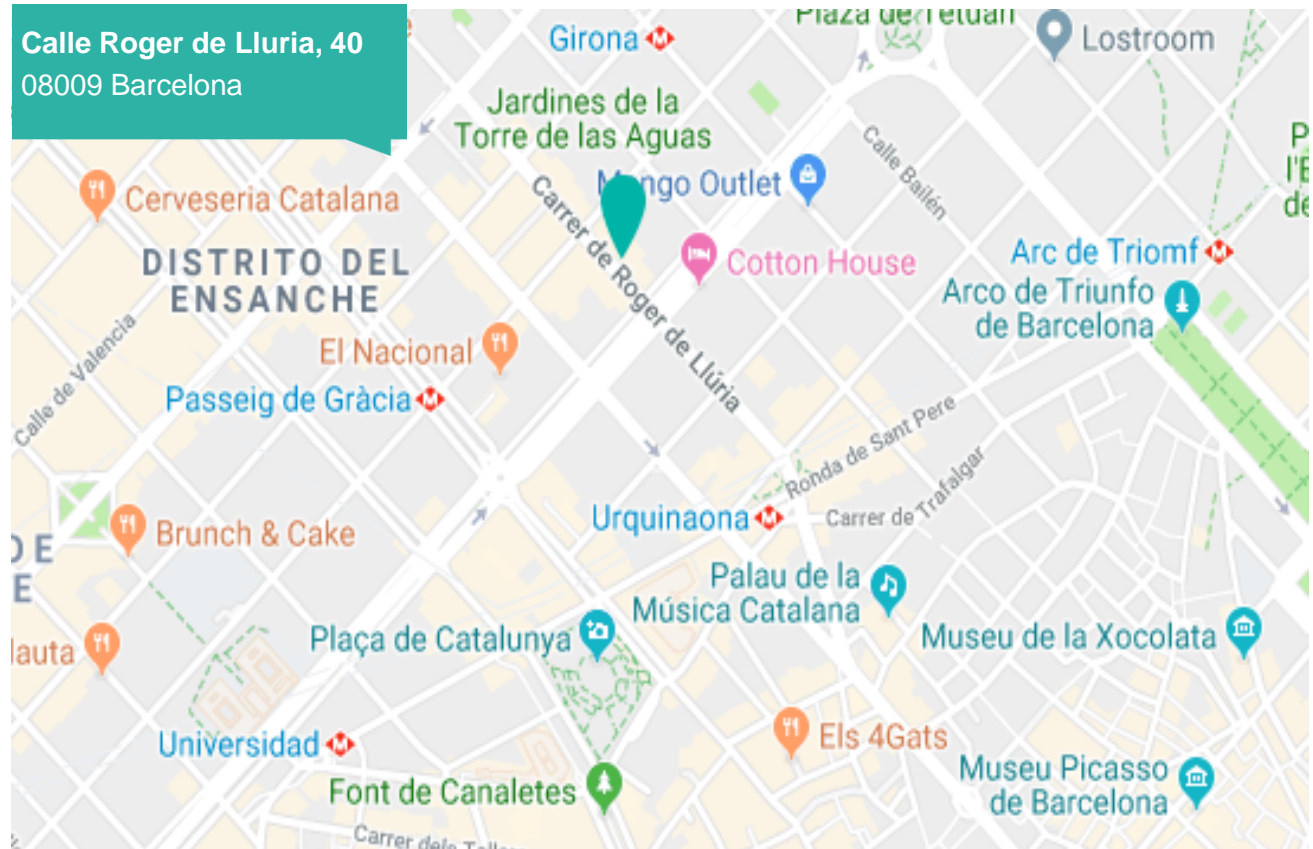 Calle Roger de Lluria, 40
08009 Barcelona
Girona
Lostroom
Jardines de la
Torre de las Aguas
Calle Bailén
Outlet
Cerveseria Catalana
Carrer de Roger de Llúria
Cotton House
Arc de Triomf
DISTRITO DEL
ENSANCHE
Arco de Triunfo
de Barcelona
El Nacional
Calle de Valencia
Passeig de Gràcia
Ronda de Sant Pere
Urquinaona
Carrer de Trafalgar
Brunch & Cake
Palau de la
Música Catalana
Plaça de Catalunya
Museu de la Xocolata
Universidad
Els 4Gats
Font de Canaletes
Museu Picasso
de Barcelona